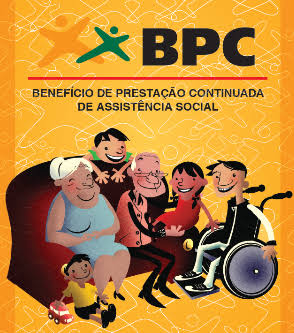 BPC
BENEFÍCIO DE PRESTAÇÃO CONTINUADA
DE ASSISTÊNCIA SOCIAL